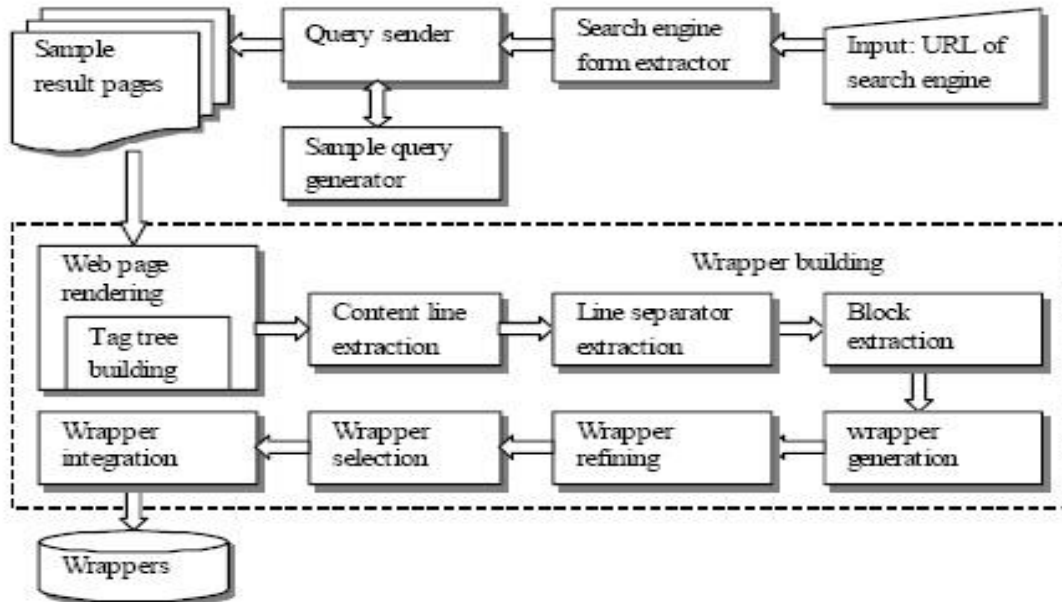 Sample
result pages
Query sender
Search engine
form extractor
Input: URL of
search engine
Sample query
generator
Wrapper building
Web page
rendering
Tag tree
building
Content line
extraction
Line separator
extraction
Block
extraction
Wrapper
integration
Wrapper
selection
Wrapper
refining
wrapper
generation
Wrappers